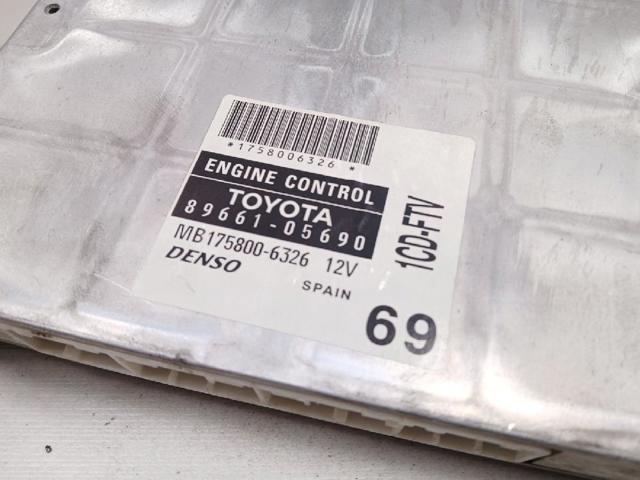 *1758006326*
ENGINE CONTROL
TOYOTA
89661-05690
MB175800-6326 12V
DENSO
SPAIN
69
1CD-FTV